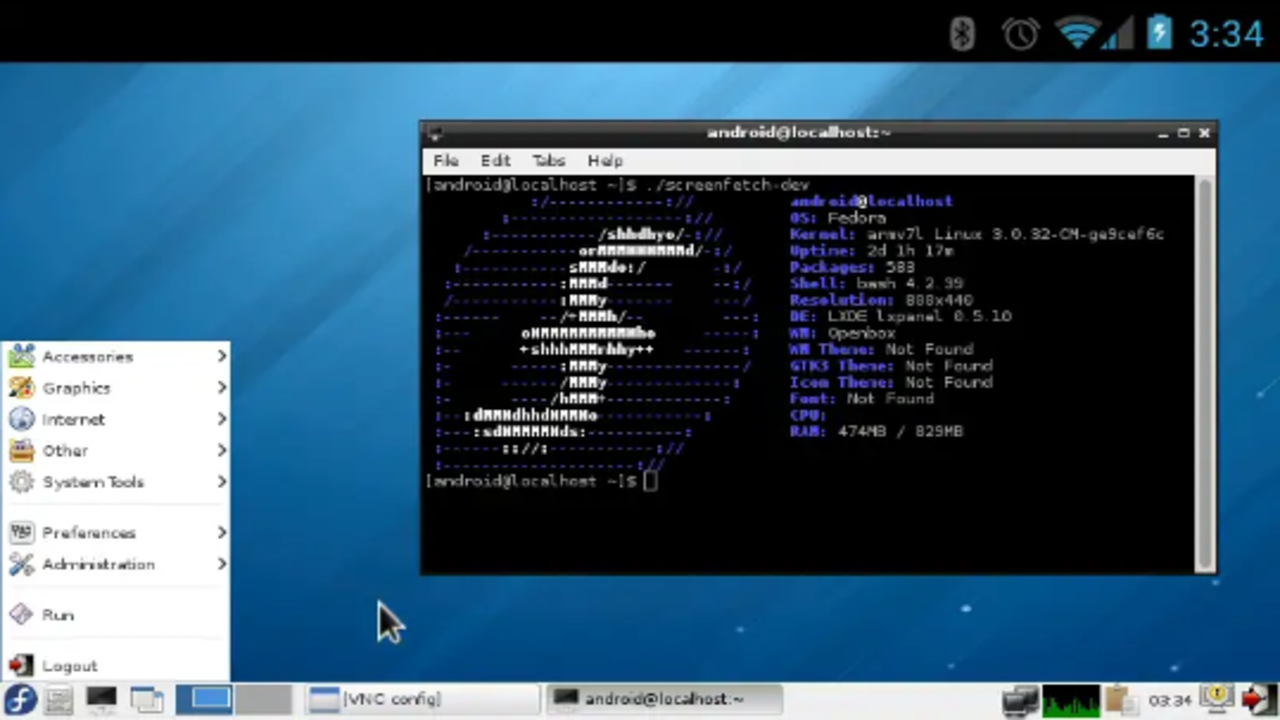 3:34
android@localhost:~
File Edit Tabs Help
[android@localhost ~]$ ./screenfetch-dev
android@localhost
OS: Fedora
Kernel: armv7l Linux 3.0.32-CM-ge9cef6c
Uptime: 2d 1h 17m
Packages: 583
Shell: bash 4.2.39
Resolution: 888x440
DE: LXDE lxpanel 0.5.10
WM: Openbox
WM Theme: Not Found
GTK3 Theme: Not Found
Icon Theme: Not Found
Font: Not Found
CPU:
RAM: 474MB / 829MB
[android@localhost ~]$
Accessories
Graphics
Internet
Other
System Tools
Preferences
Administration
Run
Logout
[VNC config]
android@localhost:~
03:34